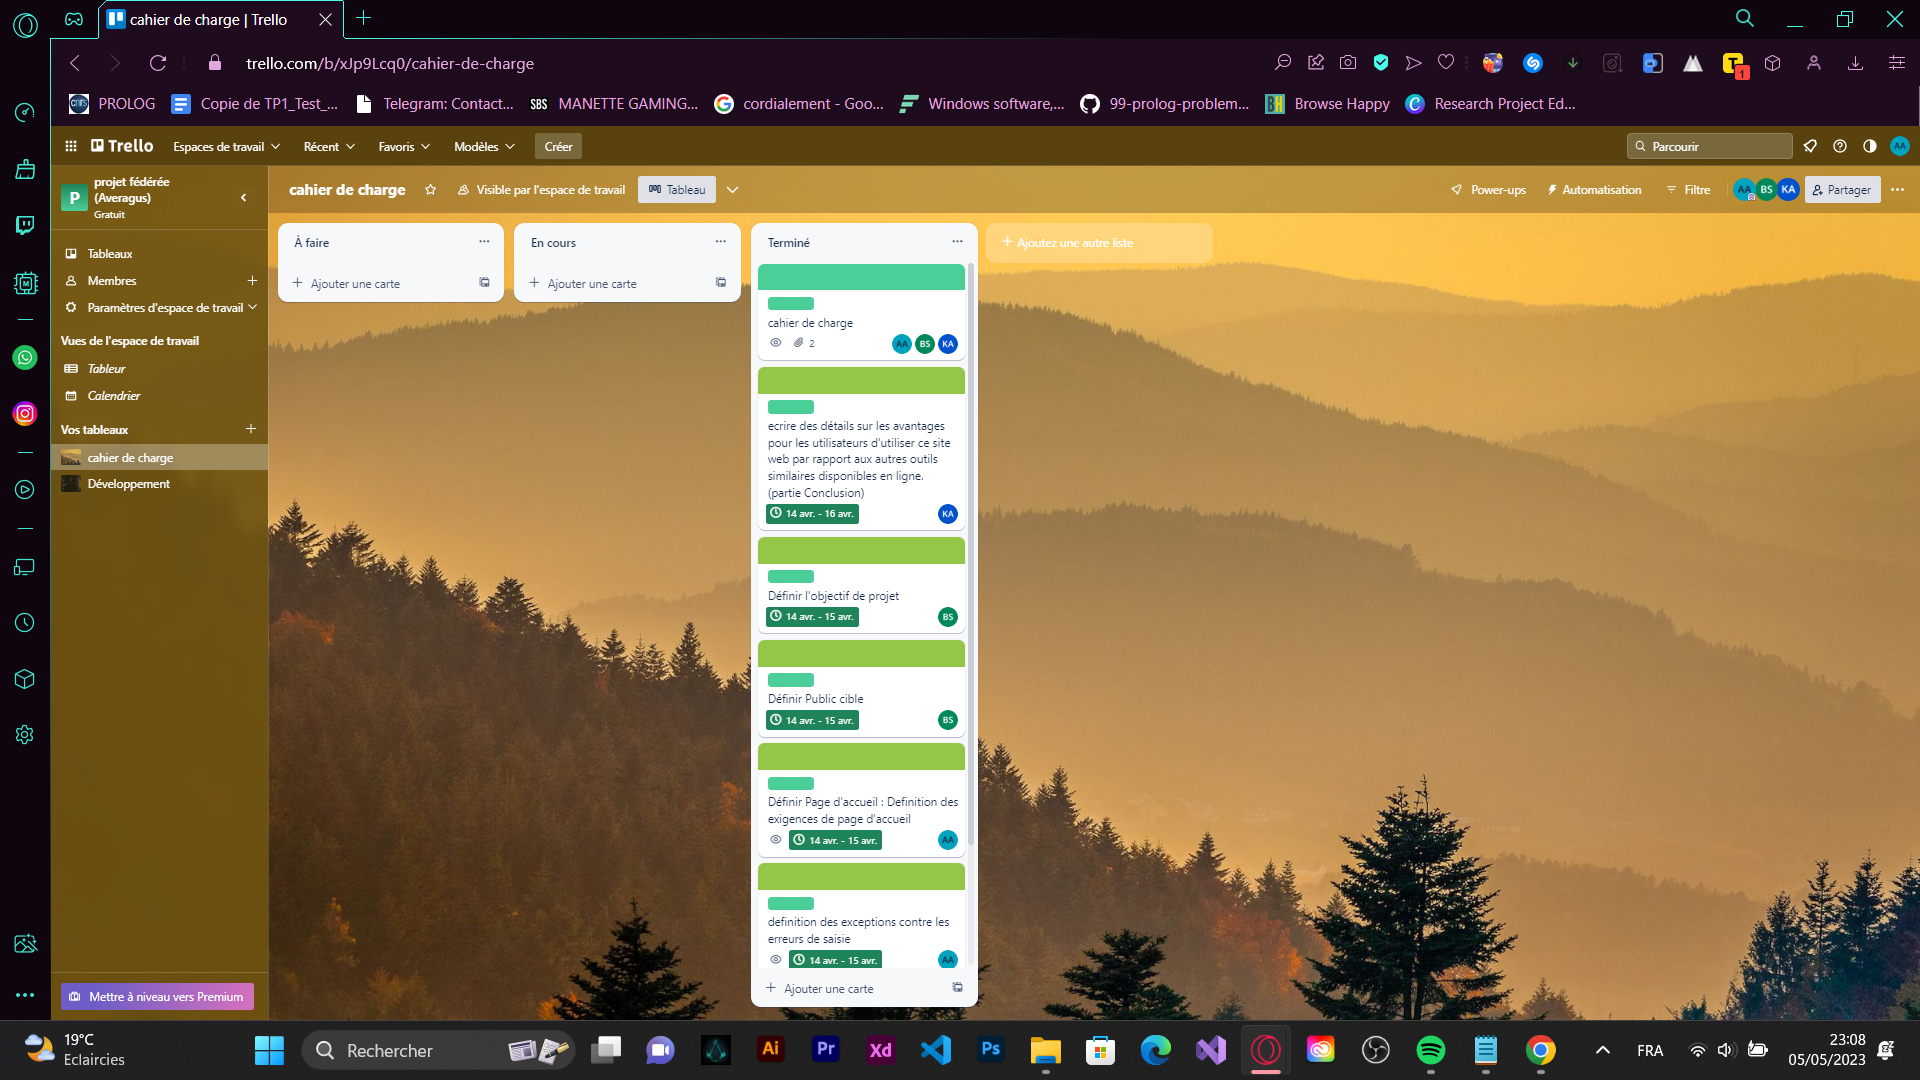 cahier de charge | Trello
trello.com/b/xJp9Lcq0/cahier-de-charge
1
PROLOG
Copie de TP1_Test_...
Telegram: Contact...
SBS MANETTE GAMING...
cordialement - Goo...
Windows software,...
99-prolog-problem...
BH Browse Happy
Research Project Ed...
Trello
Espaces de travail
Récent
Favoris
Modèles
Créer
Parcourir
AA
P
projet fédérée
(Averagus)
Gratuit
cahier de charge
Visible par l'espace de travail
Tableau
Power-ups
Automatisation
Filtre
AA BS KA
Partager
Tableaux
Membres
Paramètres d'espace de travail
Vues de l'espace de travail
Tableur
Calendrier
Vos tableaux
cahier de charge
Développement
Mettre à niveau vers Premium
À faire
Ajouter une carte
En cours
Ajouter une carte
Terminé
cahier de charge
2
AA BS KA
ecrire des détails sur les avantages
pour les utilisateurs d'utiliser ce site
web par rapport aux autres outils
similaires disponibles en ligne.
(partie Conclusion)
14 avr. - 16 avr.
KA
Définir l'objectif de projet
14 avr. - 15 avr.
BS
Définir Public cible
14 avr. - 15 avr.
BS
Définir Page d'accueil : Definition des
exigences de page d'accueil
14 avr. - 15 avr.
AA
definition des exceptions contre les
erreurs de saisie
14 avr. - 15 avr.
AA
Ajouter une carte
Ajoutez une autre liste
19°C
Eclaircies
Rechercher
Ai
Pr
Xd
Ps
FRA
23:08
05/05/2023